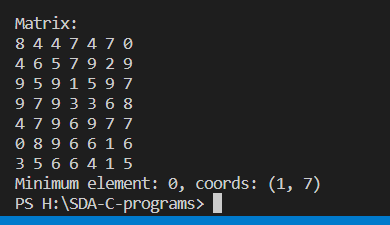 Matrix:
8 4 4 7 4 7 0
4 6 5 7 9 2 9
9 5 9 1 5 9 7
9 7 9 3 3 6 8
4 7 9 6 9 7 7
0 8 9 6 6 1 6
3 5 6 6 4 1 5
Minimum element: 0, coords: (1, 7)
PS H:\SDA-C-programs>